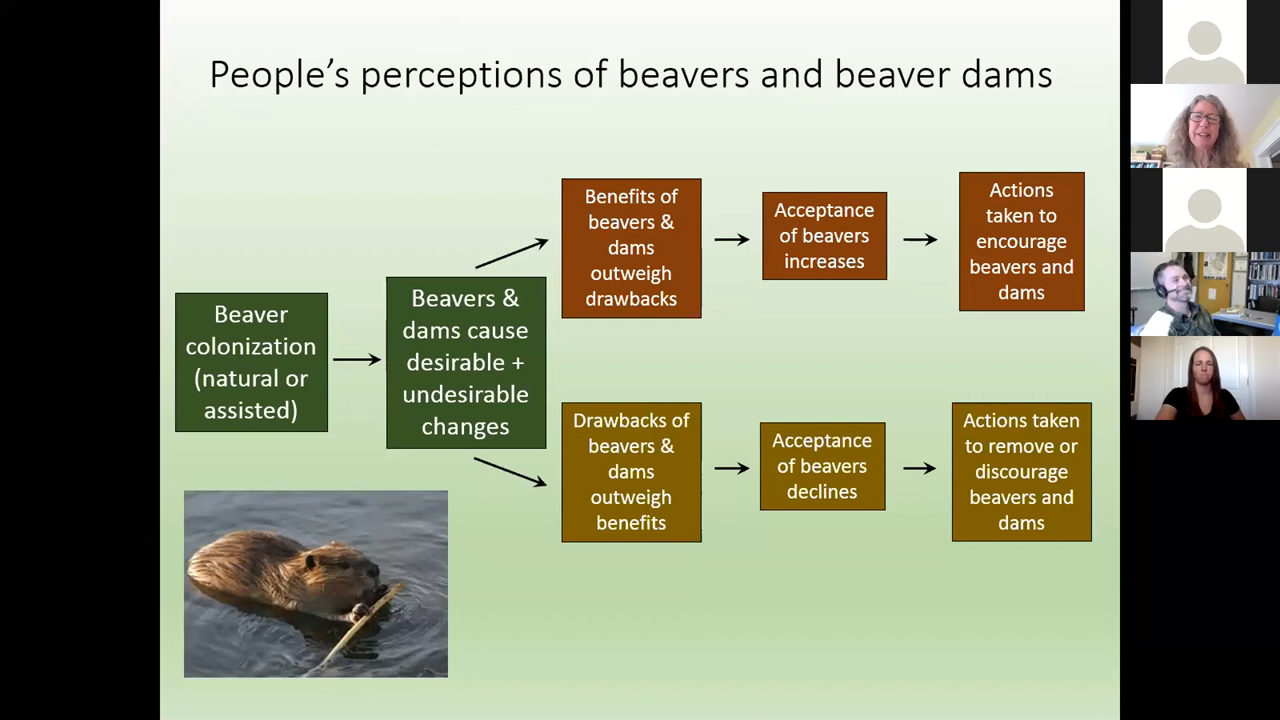 People's perceptions of beavers and beaver dams
Beaver
colonization
(natural or
assisted)
Beavers &
dams cause
desirable +
undesirable
changes
Benefits of
beavers &
dams
outweigh
drawbacks
Acceptance
of beavers
increases
Actions
taken to
encourage
beavers and
dams
Drawbacks of
beavers &
dams
outweigh
benefits
Acceptance
of beavers
declines
Actions taken
to remove or
discourage
beavers and
dams